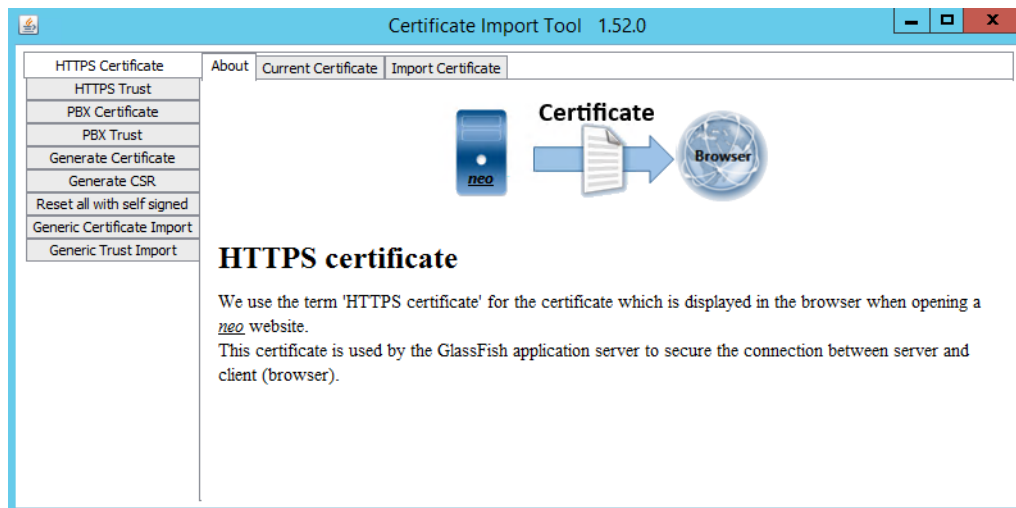 Certificate Import Tool 1.52.0
HTTPS Certificate
HTTPS Trust
PBX Certificate
PBX Trust
Generate Certificate
Generate CSR
Reset all with self signed
Generic Certificate Import
Generic Trust Import
About Current Certificate Import Certificate
Certificate
neo
Browser
HTTPS certificate
We use the term 'HTTPS certificate' for the certificate which is displayed in the browser when opening a
neo website.
This certificate is used by the GlassFish application server to secure the connection between server and
client (browser).